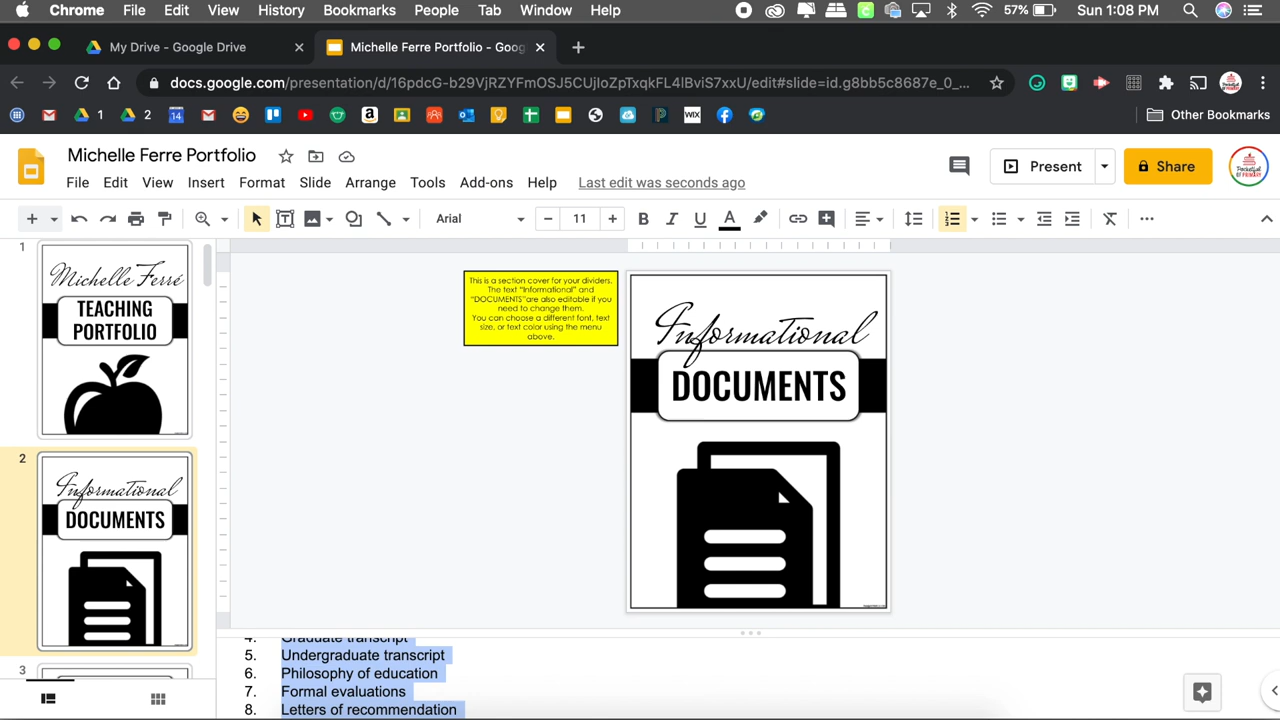 Chrome File Edit View History Bookmarks People Tab Window Help 57% Sun 1:08 PM
My Drive - Google Drive Michelle Ferre Portfolio - Goog
docs.google.com/presentation/d/16pdcG-b29VjRZYFmOSJ5CUjIoZpTxqkFL4lBviS7xxU/edit#slide=id.g8bb5c8687e_0_...
1 2 14 WIX Other Bookmarks
Michelle Ferre Portfolio
Present
Share
File Edit View Insert Format Slide Arrange Tools Add-ons Help Last edit was seconds ago
Arial 11 B I U A
1
Michelle Ferré
TEACHING
PORTFOLIO
2
Informational
DOCUMENTS
3
This is a section cover for your dividers.
The text "Informational" and
"DOCUMENTS"are also editable if you
need to change them.
You can choose a different font, text
size, or text color using the menu
above.
Informational
DOCUMENTS
4. Graduate transcript
5. Undergraduate transcript
6. Philosophy of education
7. Formal evaluations
8. Letters of recommendation